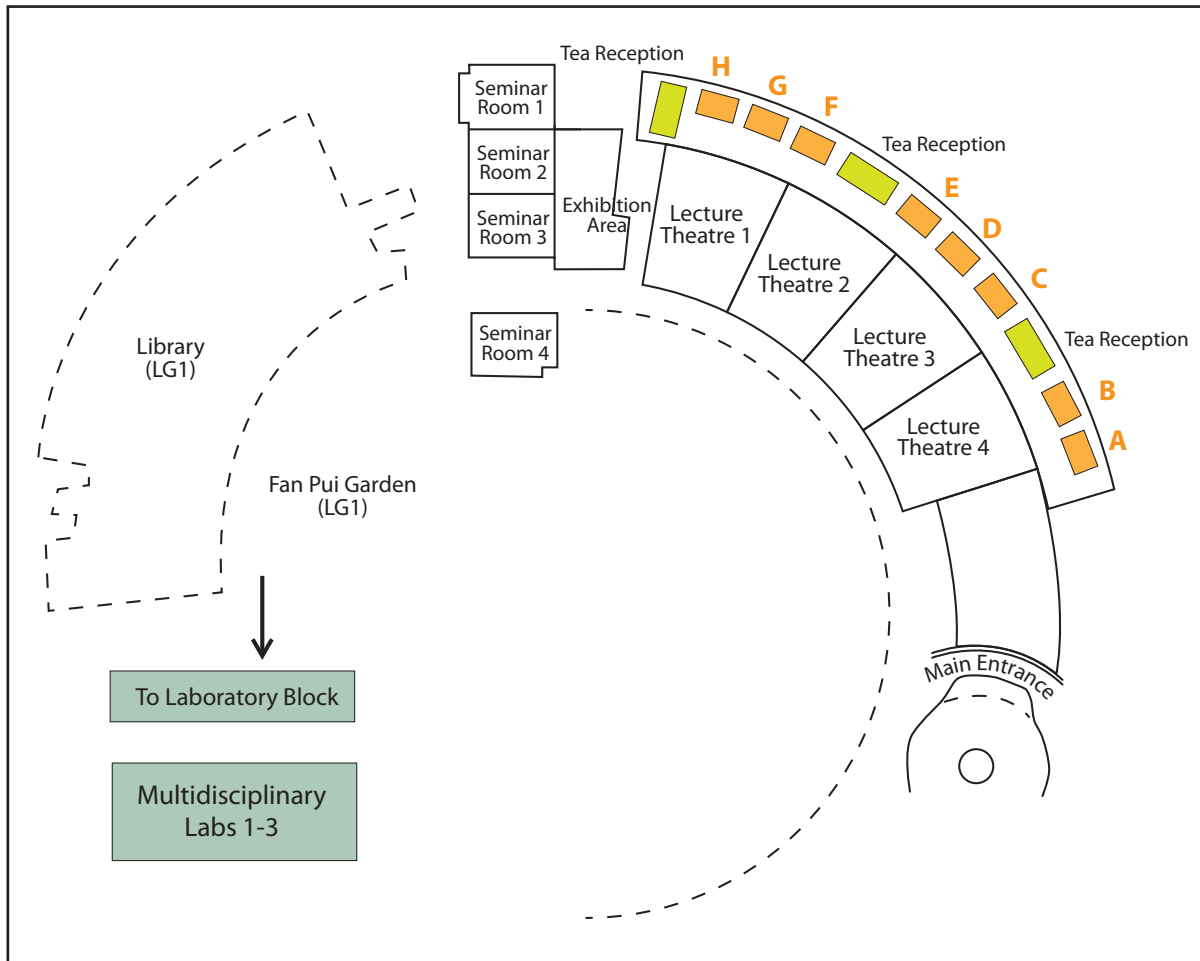 Tea Reception
H
G
F
Seminar
Room 1
Tea Reception
Seminar
Room 2
E
Exhibition
Area
Seminar
Room 3
Lecture
Theatre 1
D
Lecture
Theatre 2
C
Seminar
Room 4
Lecture
Theatre 3
Tea Reception
Library
(LG1)
B
Lecture
Theatre 4
A
Fan Pui Garden
(LG1)
Main Entrance
To Laboratory Block
Multidisciplinary
Labs 1-3